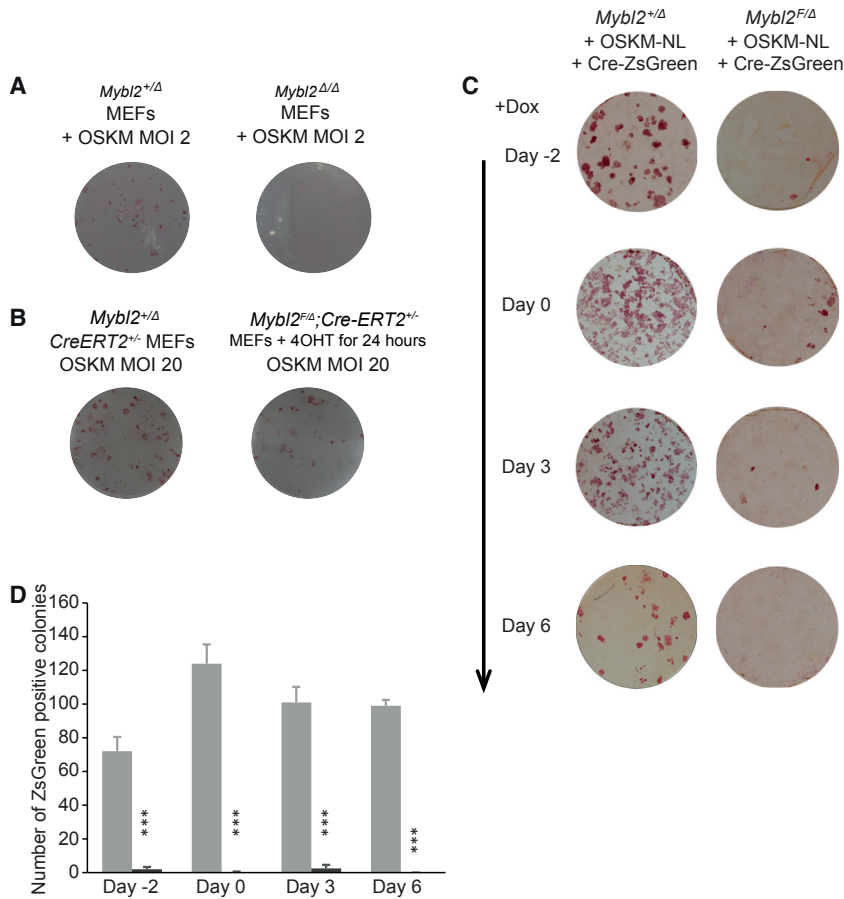 A
Mybl2+/Δ
MEFs
+ OSKM MOI 2
Mybl2Δ/Δ
MEFs
+ OSKM MOI 2
B
Mybl2+/Δ
CreERT2+/- MEFs
OSKM MOI 20
Mybl2F/Δ;Cre-ERT2+/-
MEFs + 4OHT for 24 hours
OSKM MOI 20
C
Mybl2+/Δ
+ OSKM-NL
+ Cre-ZsGreen
Mybl2F/Δ
+ OSKM-NL
+ Cre-ZsGreen
+Dox
Day -2
Day 0
Day 3
Day 6
D
Number of ZsGreen positive colonies
160
140
120
100
80
60
40
20
0
***
***
***
***
Day -2
Day 0
Day 3
Day 6